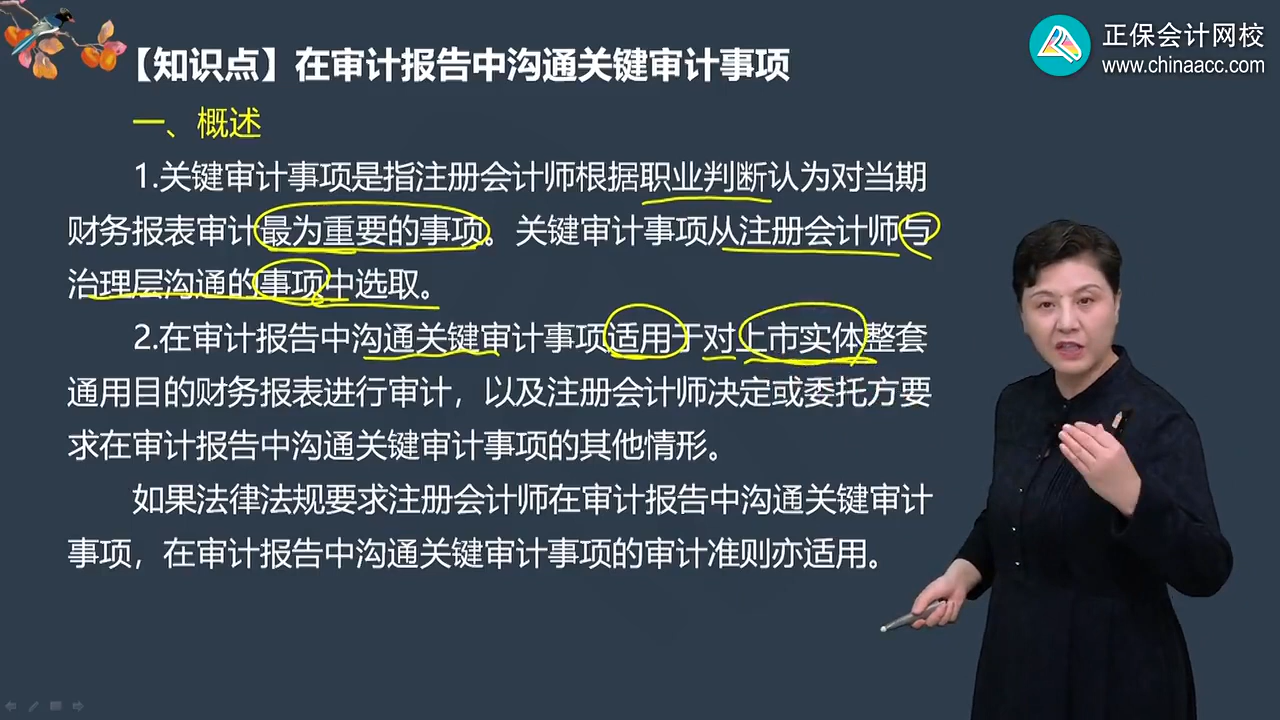 正保会计网校
www.chinaacc.com
【知识点】在审计报告中沟通关键审计事项
一、概述
1.关键审计事项是指注册会计师根据职业判断认为对当期
财务报表审计最为重要的事项。关键审计事项从注册会计师与
治理层沟通的事项中选取。
2.在审计报告中沟通关键审计事项适用于对上市实体整套
通用目的财务报表进行审计，以及注册会计师决定或委托方要
求在审计报告中沟通关键审计事项的其他情形。
如果法律法规要求注册会计师在审计报告中沟通关键审计
事项，在审计报告中沟通关键审计事项的审计准则亦适用。